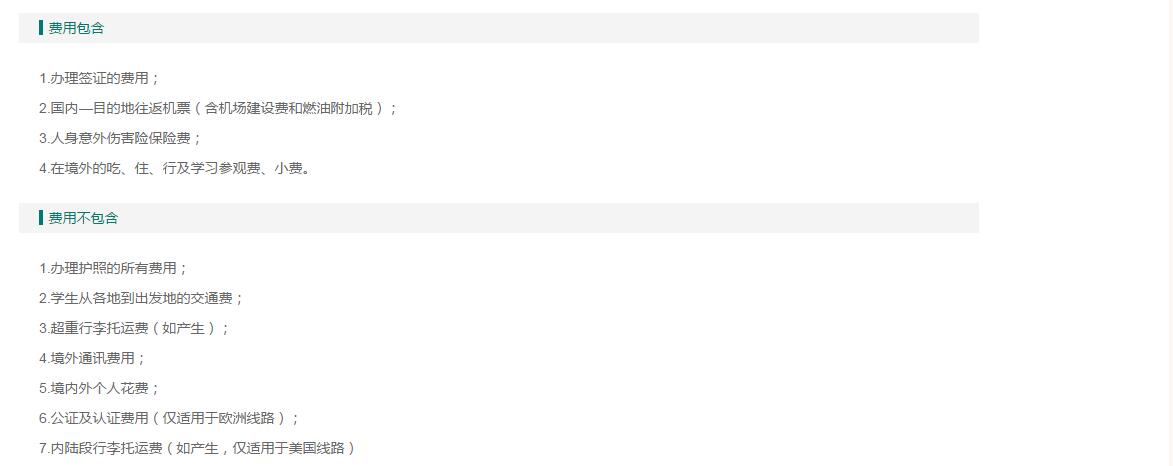 费用包含
1.办理签证的费用；
2.国内—目的地往返机票（含机场建设费和燃油附加税）；
3.人身意外伤害险保险费；
4.在境外的吃、住、行及学习参观费、小费。
费用不包含
1.办理护照的所有费用；
2.学生从各地到出发地的交通费；
3.超重行李托运费（如产生）；
4.境外通讯费用；
5.境内外个人花费；
6.公证及认证费用（仅适用于欧洲线路）；
7.内陆段行李托运费（如产生，仅适用于美国线路）